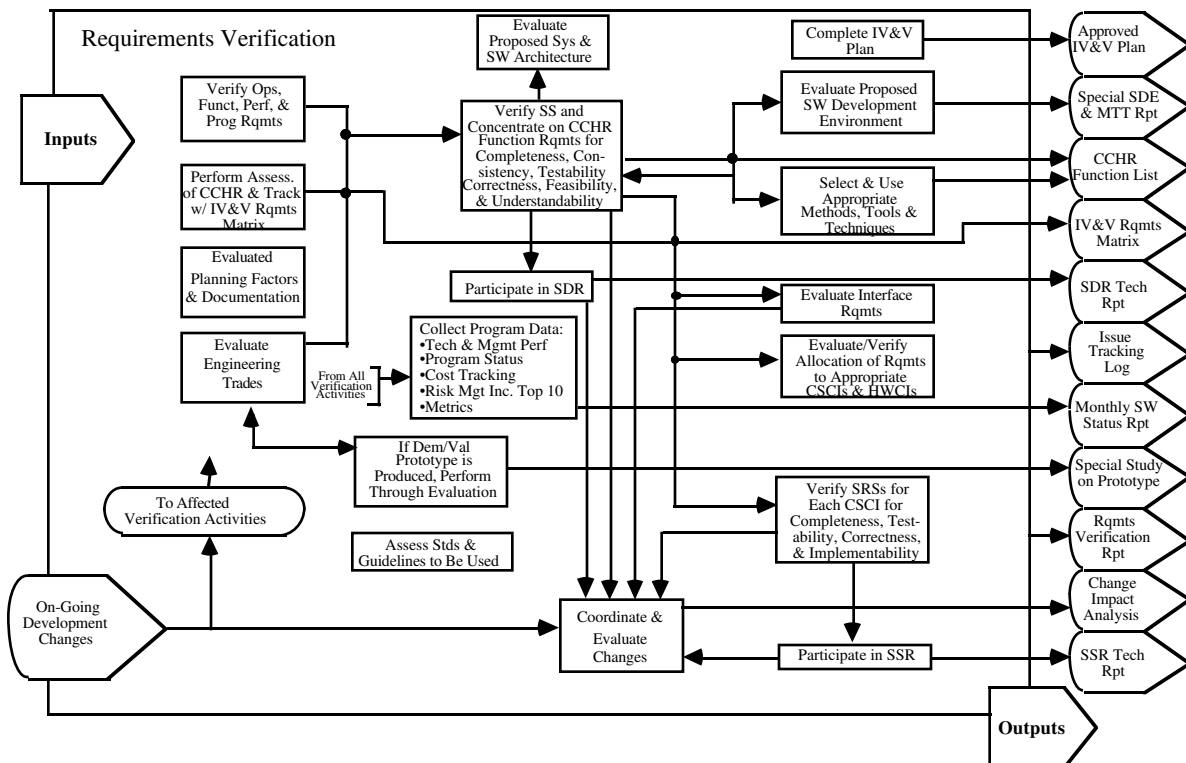 Requirements Verification
Inputs
Evaluate
Proposed Sys &
SW Architecture
Complete IV&V
Plan
Approved
IV&V Plan
Verify Ops,
Funct, Perf, &
Prog Rqmts
Verify SS and
Concentrate on CCHR
Function Rqmts for
Completeness, Con-
sistency, Testability
Correctness, Feasibility,
& Understandability
Evaluate Proposed
SW Development
Environment
Special SDE
& MTT Rpt
CCHR
Function List
Perform Assess.
of CCHR & Track
w/ IV&V Rqmts
Matrix
Select & Use
Appropriate
Methods, Tools &
Techniques
IV&V Rqmts
Matrix
Evaluated
Planning Factors
& Documentation
Participate in SDR
SDR Tech
Rpt
Evaluate Interface
Rqmts
Evaluate
Engineering
Trades
From All
Verification
Activities
Collect Program Data:
•Tech & Mgmt Perf
•Program Status
•Cost Tracking
•Risk Mgt Inc. Top 10
•Metrics
Evaluate/Verify
Allocation of Rqmts
to Appropriate
CSCIs & HWCIs
Issue
Tracking
Log
Monthly SW
Status Rpt
If Dem/Val
Prototype is
Produced, Perform
Through Evaluation
Special Study
on Prototype
To Affected
Verification Activities
Verify SRSs for
Each CSCI for
Completeness, Test-
ability, Correctness,
& Implementability
Rqmts
Verification
Rpt
Assess Stds &
Guidelines to Be Used
On-Going
Development
Changes
Coordinate &
Evaluate
Changes
Change
Impact
Analysis
Participate in SSR
SSR Tech
Rpt
Outputs